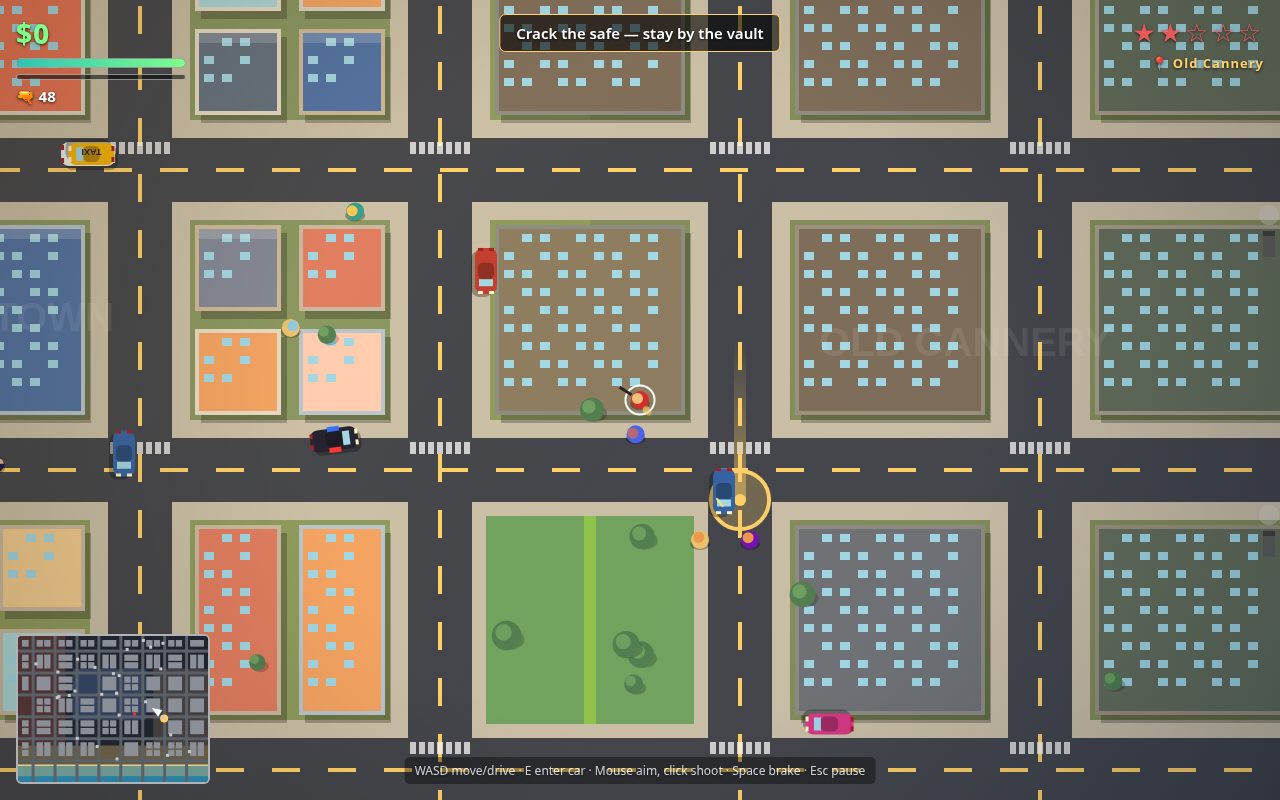 $0
Crack the safe — stay by the vault
★★☆☆☆
📍 Old Cannery
48
TAXI
TOWN
OLD CANNERY
WASD move/drive · E enter car · Mouse aim, click shoot · Space brake · Esc pause